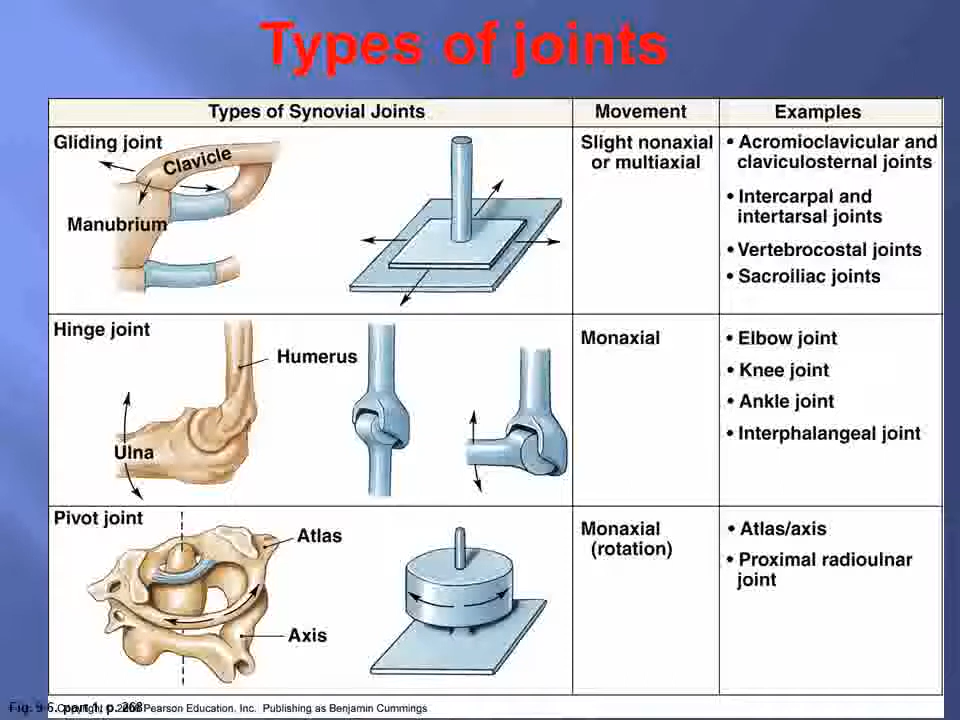 Types of joints
Types of Synovial Joints
Movement
Examples
Gliding joint
Clavicle
Manubrium
Slight nonaxial
or multiaxial
• Acromioclavicular and
claviculosternal joints
• Intercarpal and
intertarsal joints
• Vertebrocostal joints
• Sacroiliac joints
Hinge joint
Humerus
Ulna
Monaxial
• Elbow joint
• Knee joint
• Ankle joint
• Interphalangeal joint
Pivot joint
Atlas
Axis
Monaxial
(rotation)
• Atlas/axis
• Proximal radioulnar
joint
Fig. 9-6, part 1, p. 268
Copyright © Pearson Education, Inc. Publishing as Benjamin Cummings